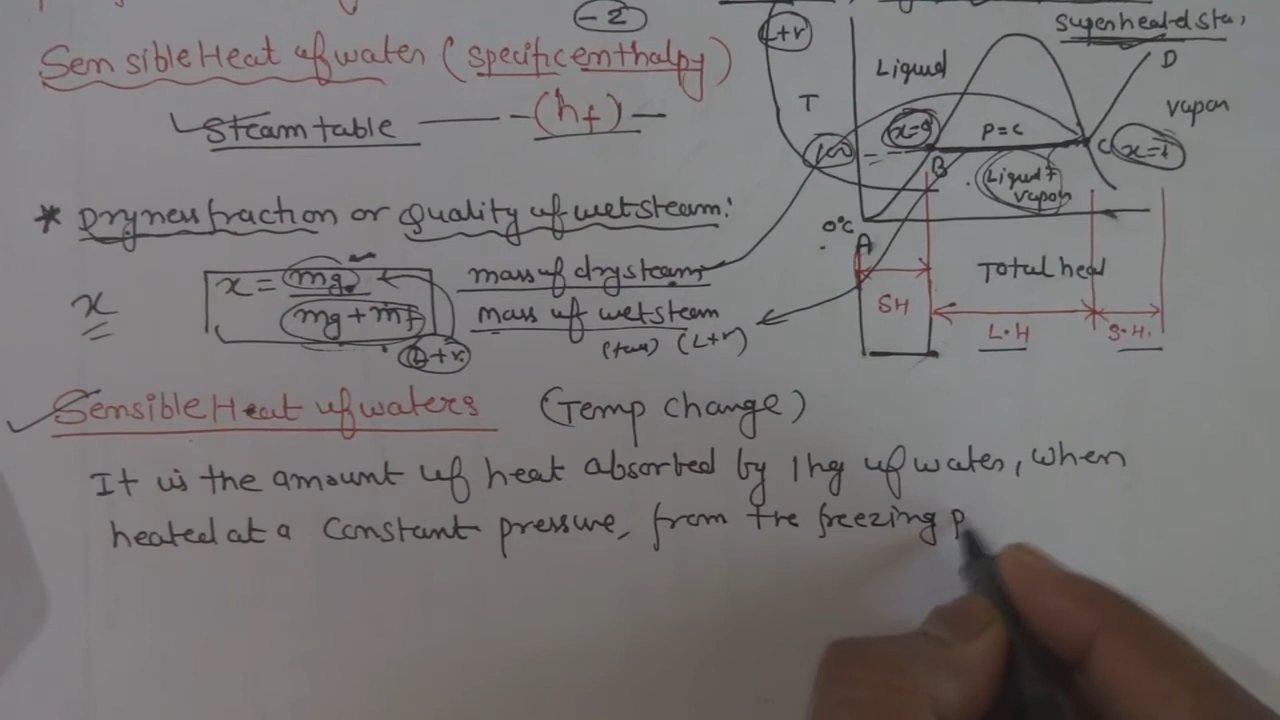 -2
Sensible Heat of water (specific enthalpy)
Steam table — -(hf) -
* Dryness fraction or quality of wet steam:
x
x = mg / mg + mf
mass of dry steam
mass of wet steam
(L+v)
(L+v)
Sensible Heat of waters (Temp change)
It is the amount of heat absorbed by 1kg of water, when
heated at a constant pressure, from the freezing P
L+v
Superheated sta
Liquid
D
T
vapour
x=0
P=C
100
B
C
x=1
Liquid +
vapour
0°C
A
Total heat
SH
L.H
S.H.